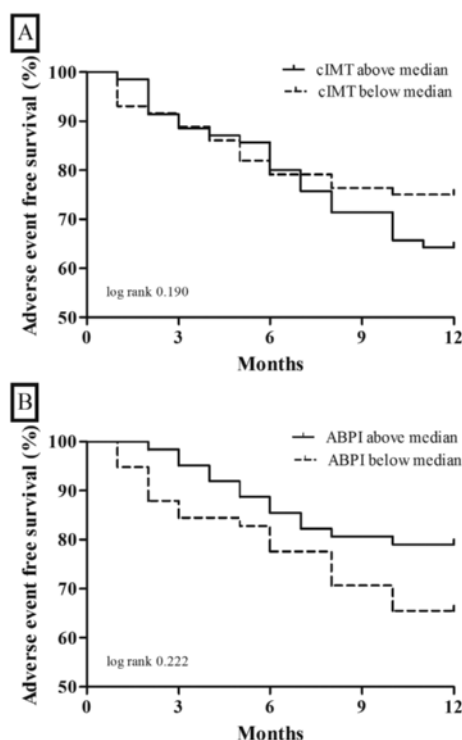 A
Adverse event free survival (%)
100
90
80
70
60
50
cIMT above median
cIMT below median
log rank 0.190
0
3
6
9
12
Months
B
Adverse event free survival (%)
100
90
80
70
60
50
ABPI above median
ABPI below median
log rank 0.222
0
3
6
9
12
Months